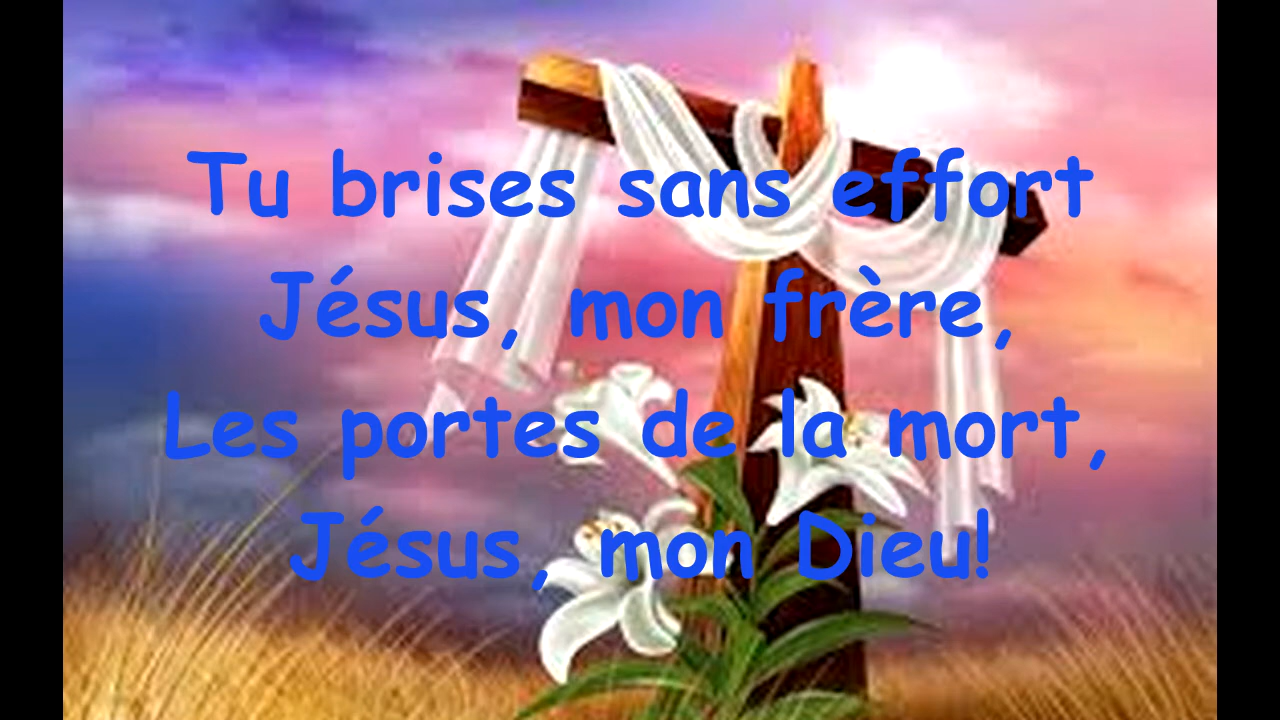 Tu brises sans effort
Jésus, mon frère,
Les portes de la mort,
Jésus, mon Dieu!